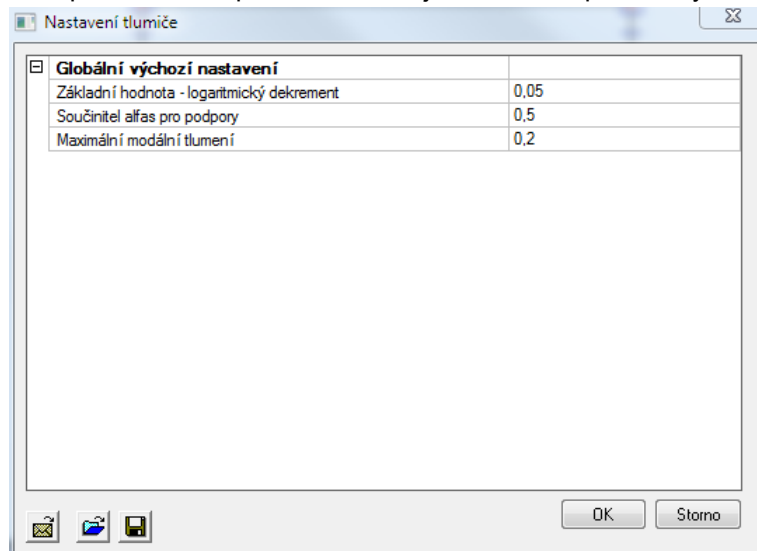 Nastavení tlumiče
Globální výchozí nastavení
Základní hodnota - logaritmický dekrement 0,05
Součinitel alfas pro podpory 0,5
Maximální modální tlumení 0,2
OK Storno